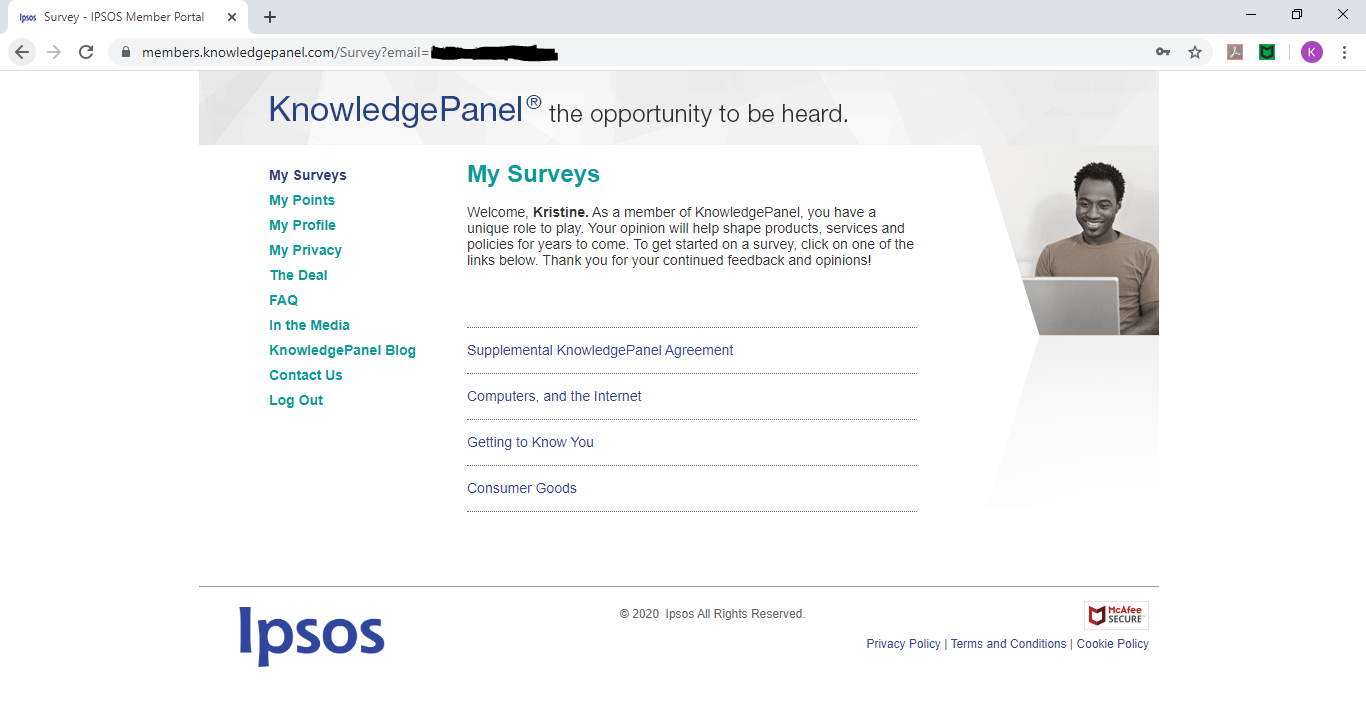 Ipsos Survey - IPSOS Member Portal
members.knowledgepanel.com/Survey?email=
K
KnowledgePanel® the opportunity to be heard.
My Surveys
My Points
My Profile
My Privacy
The Deal
FAQ
In the Media
KnowledgePanel Blog
Contact Us
Log Out
My Surveys
Welcome, Kristine. As a member of KnowledgePanel, you have a
unique role to play. Your opinion will help shape products, services and
policies for years to come. To get started on a survey, click on one of the
links below. Thank you for your continued feedback and opinions!
Supplemental KnowledgePanel Agreement
Computers, and the Internet
Getting to Know You
Consumer Goods
Ipsos
© 2020 Ipsos All Rights Reserved.
McAfee
SECURE
Privacy Policy | Terms and Conditions | Cookie Policy